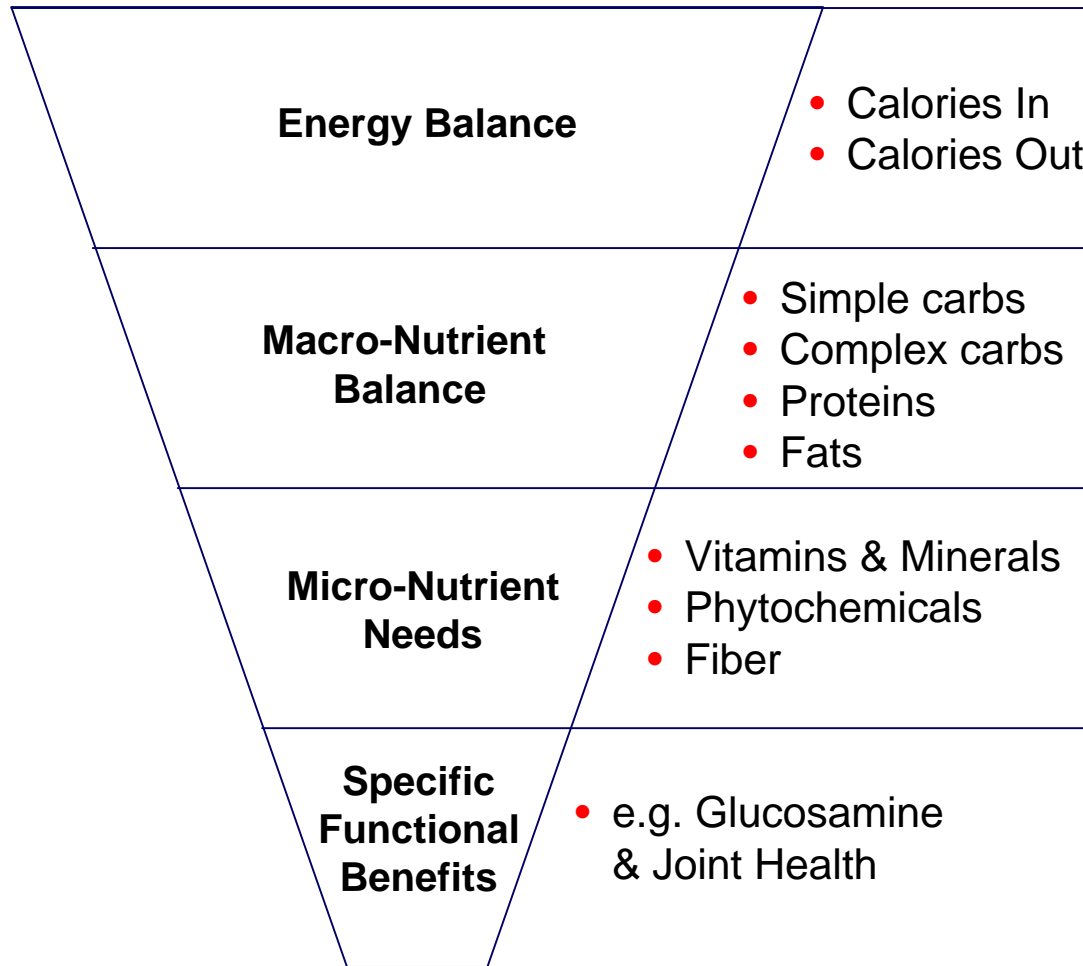 Energy Balance
• Calories In
• Calories Out
Macro-Nutrient
Balance
• Simple carbs
• Complex carbs
• Proteins
• Fats
Micro-Nutrient
Needs
• Vitamins & Minerals
• Phytochemicals
• Fiber
Specific
Functional
Benefits
• e.g. Glucosamine
& Joint Health